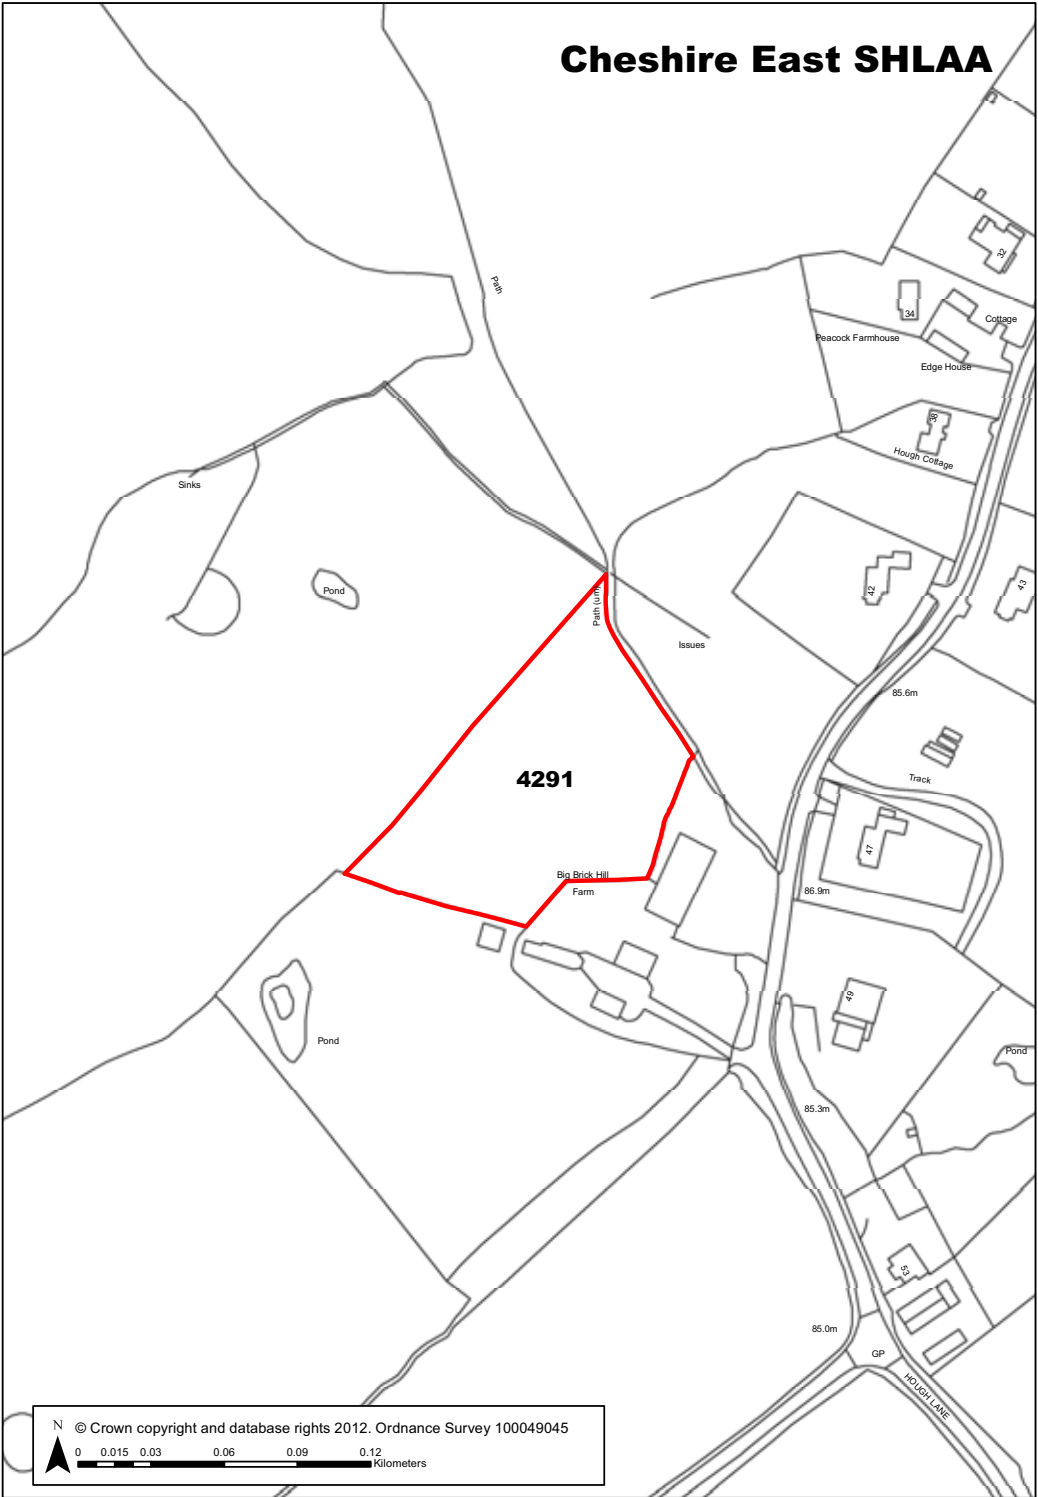 Cheshire East SHLAA
32
Path
34
Cottage
Peacock Farmhouse
Edge House
38
Hough Cottage
Sinks
Pond
42
43
Path (um)
Issues
85.6m
4291
Track
47
Big Brick Hill
Farm
86.9m
49
Pond
Pond
85.3m
53
85.0m
GP
HOUGH LANE
N
© Crown copyright and database rights 2012. Ordnance Survey 100049045
0 0.015 0.03 0.06 0.09 0.12
Kilometers